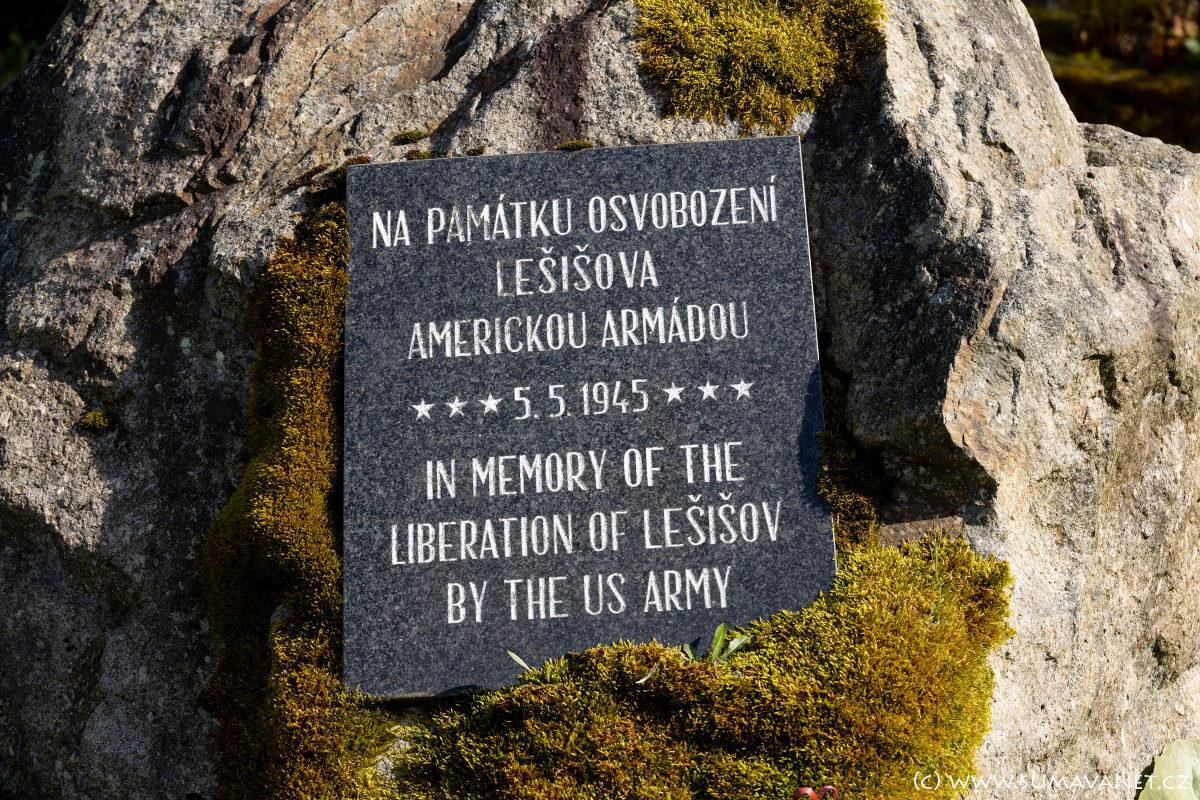 NA PAMÁTKU OSVOBOZENÍ
LEŠIŠOVA
AMERICKOU ARMÁDOU
★ ★ ★ 5. 5. 1945 ★ ★ ★
IN MEMORY OF THE
LIBERATION OF LEŠIŠOV
BY THE US ARMY
(C) WWW.SUMAVANET.CZ